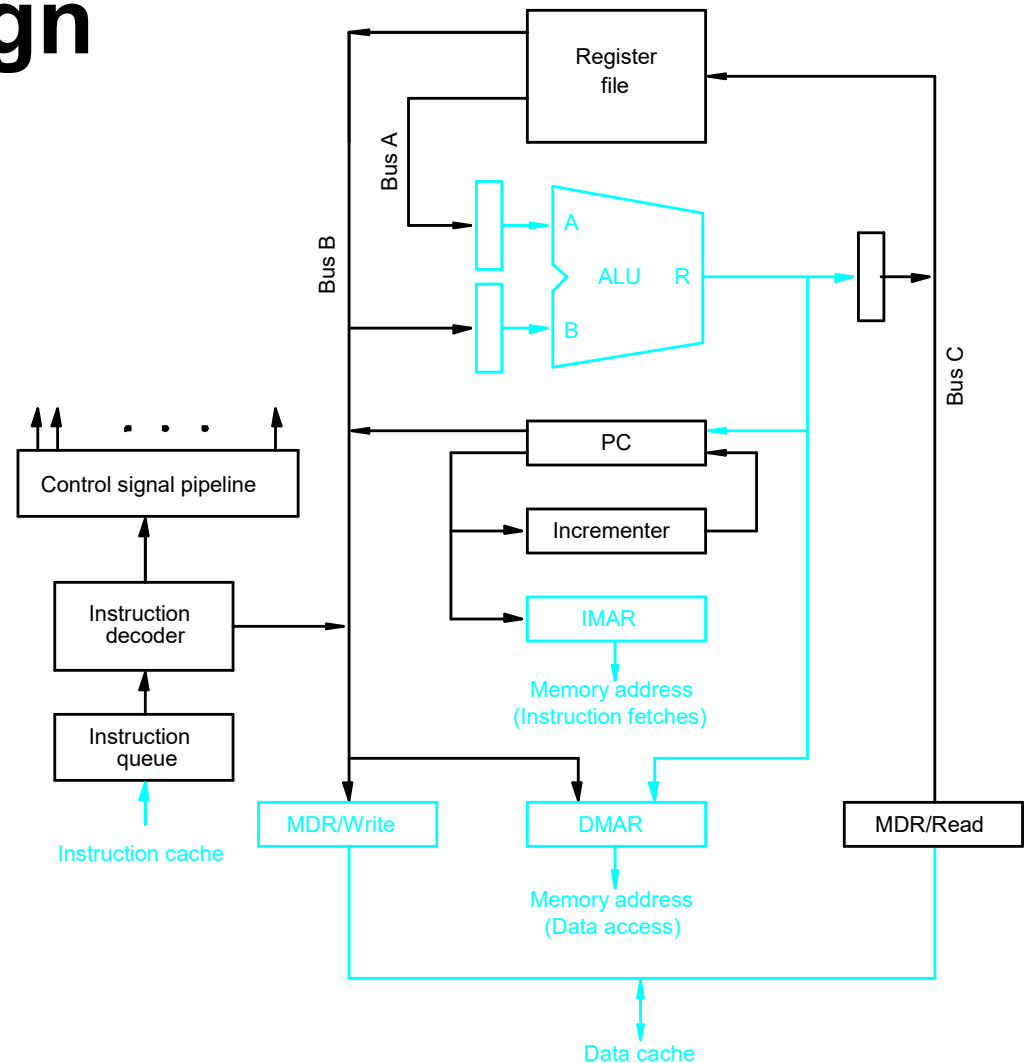 gn
Register
file
Bus A
Bus B
A
ALU
R
B
Bus C
PC
Control signal pipeline
Incrementer
Instruction
decoder
IMAR
Memory address
(Instruction fetches)
Instruction
queue
MDR/Write
DMAR
MDR/Read
Instruction cache
Memory address
(Data access)
Data cache